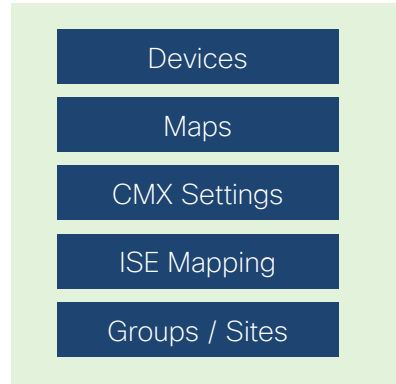 Devices
Maps
CMX Settings
ISE Mapping
Groups / Sites